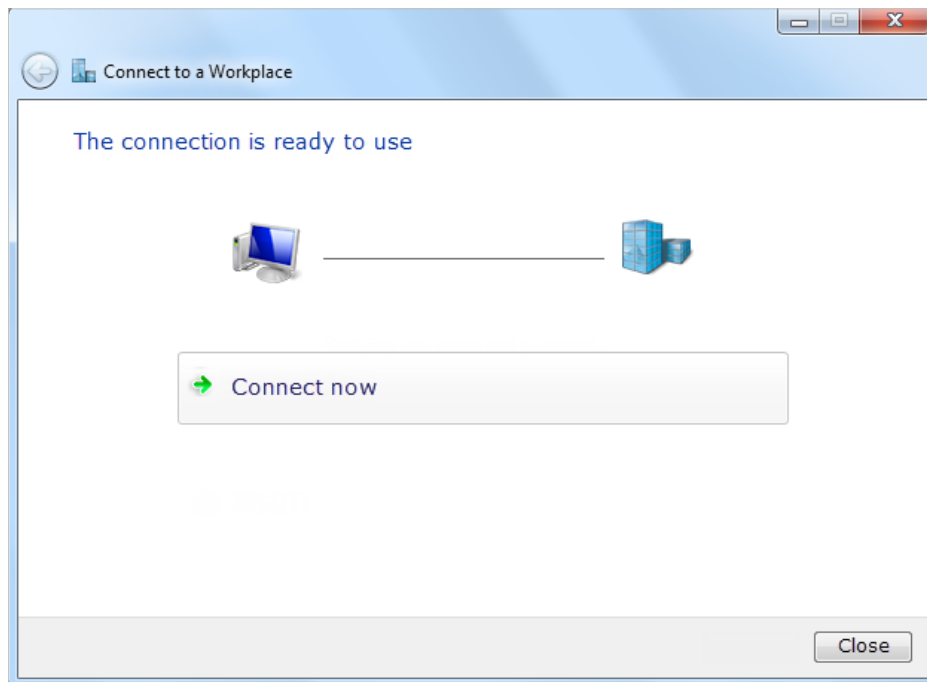 Connect to a Workplace
The connection is ready to use
Connect now
Close